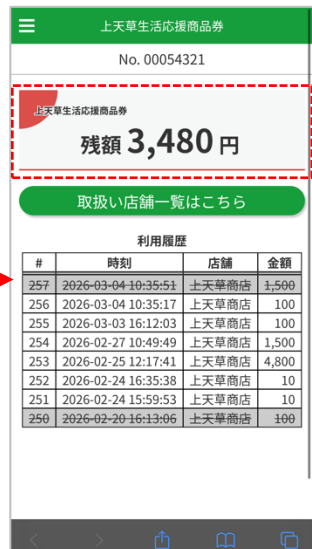 上天草生活応援商品券
No. 00054321
上天草生活応援商品券
残額 3,480 円
取扱い店舗一覧はこちら
利用履歴
# 時刻 店舗 金額
257 2026-03-04 10:35:51 上天草商店 1,500
256 2026-03-04 10:35:17 上天草商店 100
255 2026-03-03 16:12:03 上天草商店 100
254 2026-02-27 10:49:49 上天草商店 1,500
253 2026-02-25 12:17:41 上天草商店 4,800
252 2026-02-24 16:35:38 上天草商店 10
251 2026-02-24 15:59:53 上天草商店 10
250 2026-02-20 16:13:06 上天草商店 100